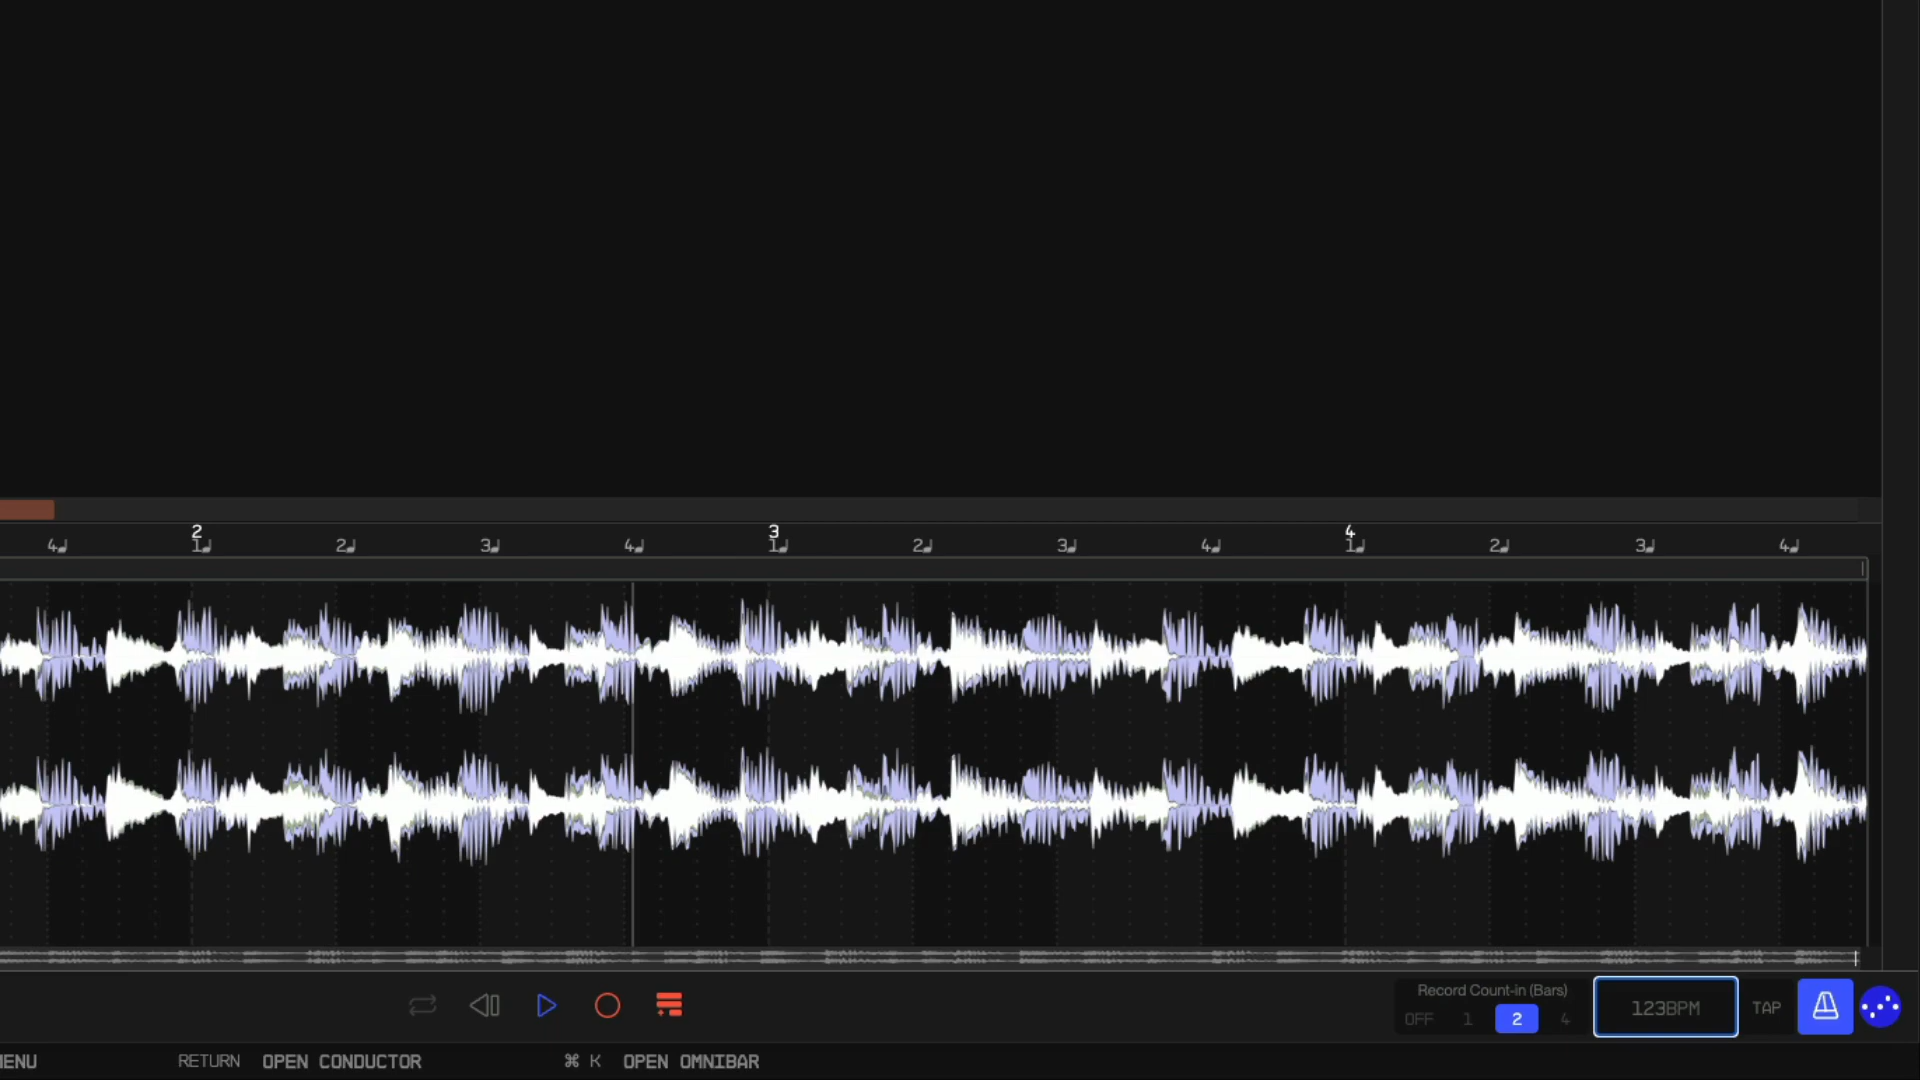 2 3 4
4 1 2 3 4 1 2 3 4 1 2 3 4
Record Count-in (Bars)
OFF 1 2 4
123BPM
TAP
ENU RETURN OPEN CONDUCTOR ⌘ K OPEN OMNIBAR